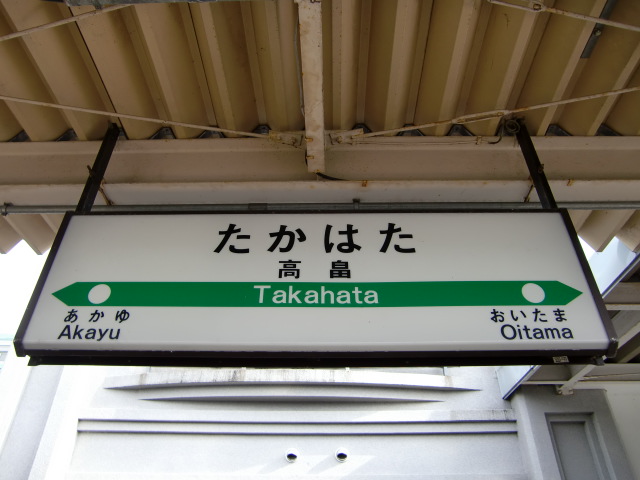 たかはた
高畠
Takahata
あかゆ おいたま
Akayu Oitama